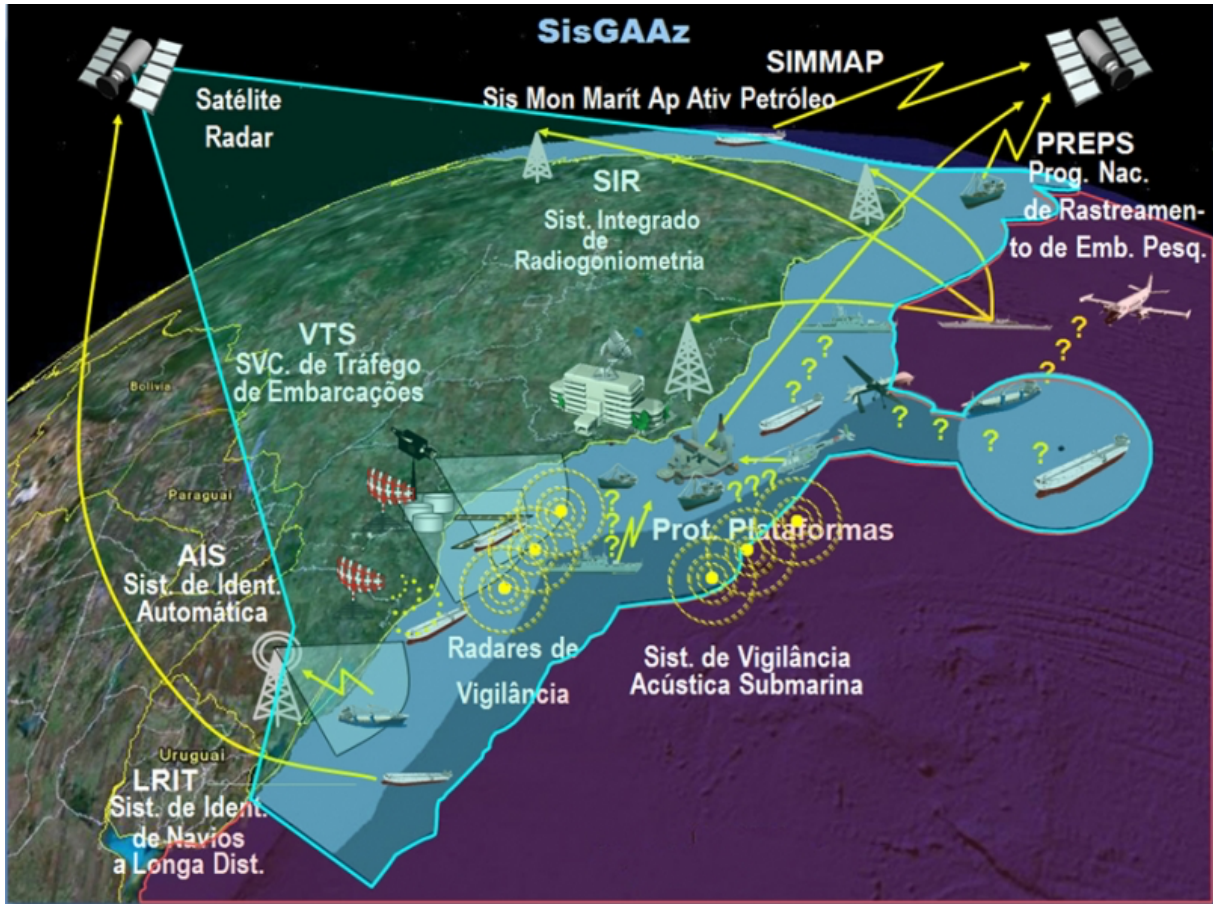 SisGAAz
SIMMAP
Sis Mon Marít Ap Ativ Petróleo
Satélite
Radar
PREPS
Prog. Nac.
de Rastreamen-
to de Emb. Pesq.
SIR
Sist. Integrado
de
Radiogoniometria
VTS
SVC. de Tráfego
de Embarcações
Bolívia
Paraguai
AIS
Sist. de Ident.
Automática
Prot. Plataformas
Radares de
Vigilância
Sist. de Vigilância
Acústica Submarina
Uruguai
LRIT
Sist. de Ident.
de Navios
a Longa Dist.
? ? ?
? ? ? ?
? ? ? ?
???
? ? ? ?